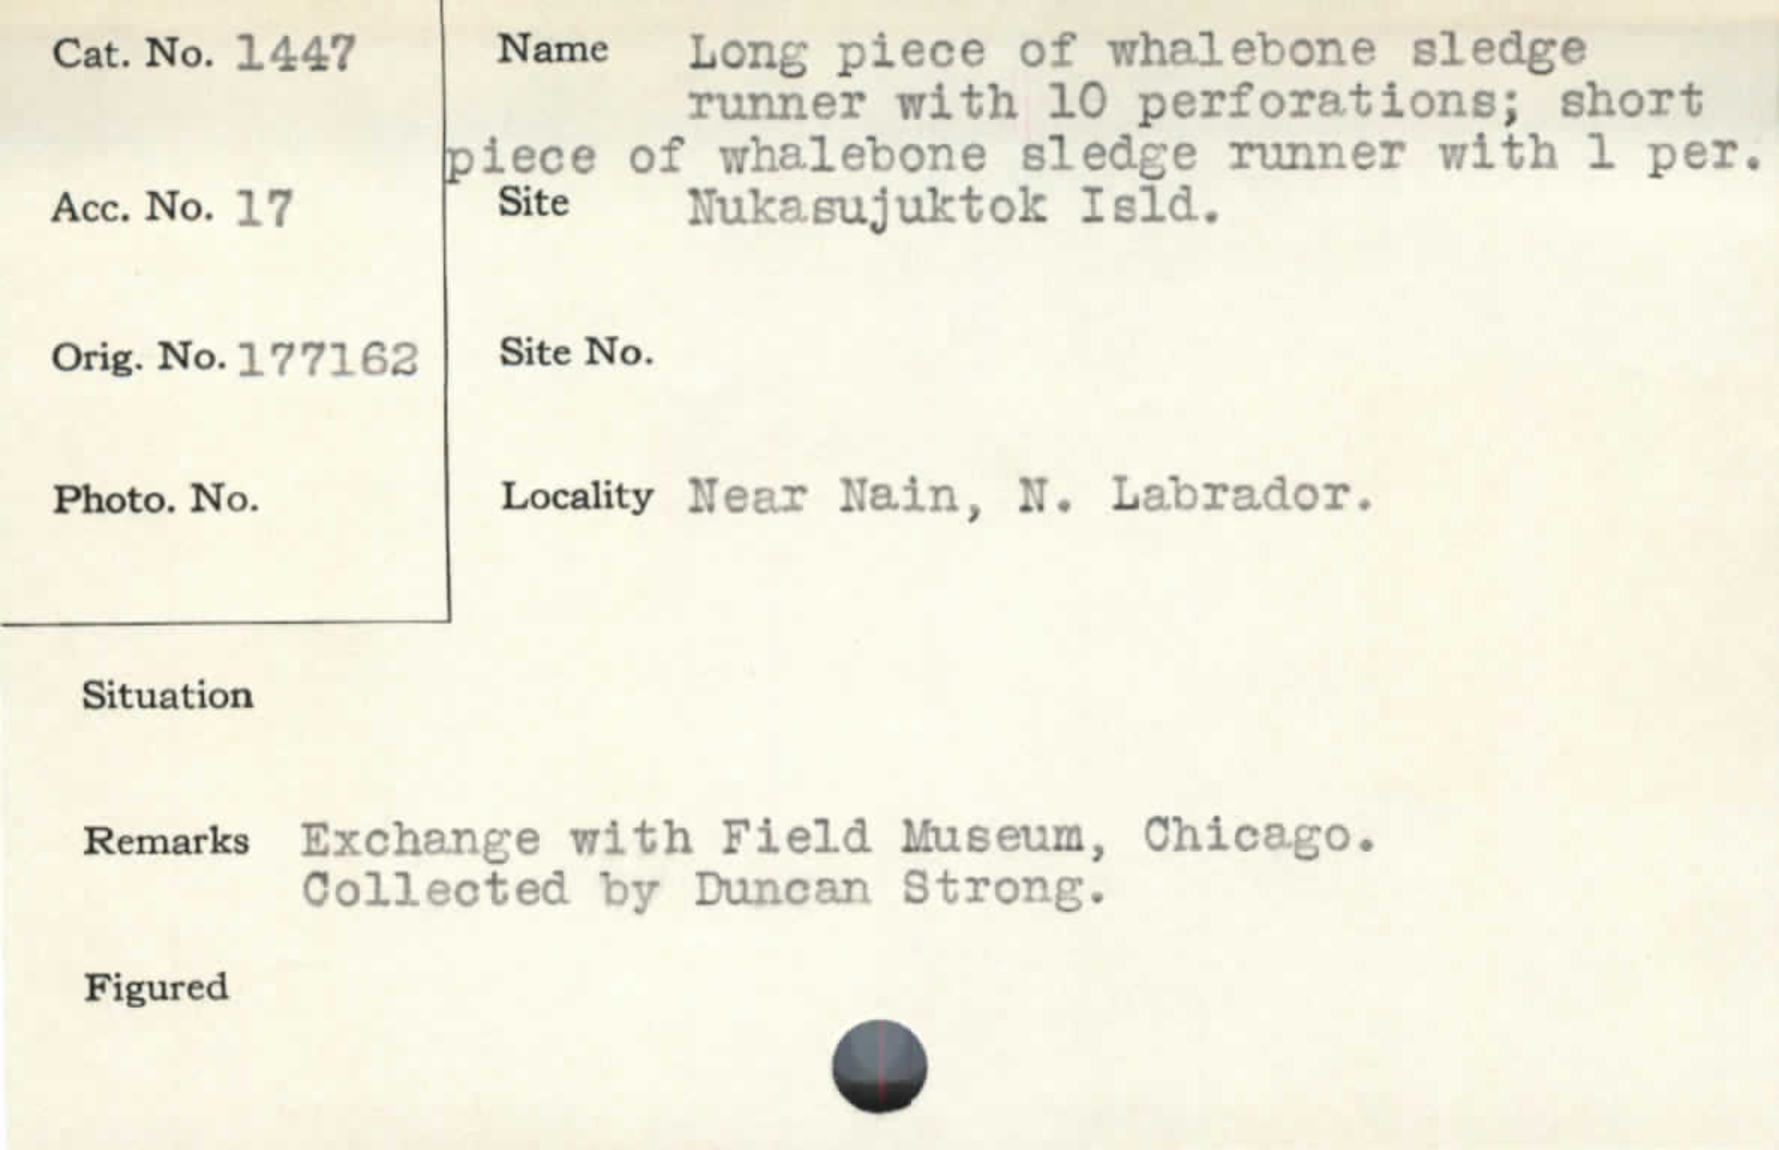 Cat. No. 1447
Name Long piece of whalebone sledge
runner with 10 perforations; short
piece of whalebone sledge runner with 1 per.
Acc. No. 17
Site Nukasujuktok Isld.
Orig. No. 177162
Site No.
Photo. No.
Locality Near Nain, N. Labrador.
Situation
Remarks Exchange with Field Museum, Chicago.
Collected by Duncan Strong.
Figured